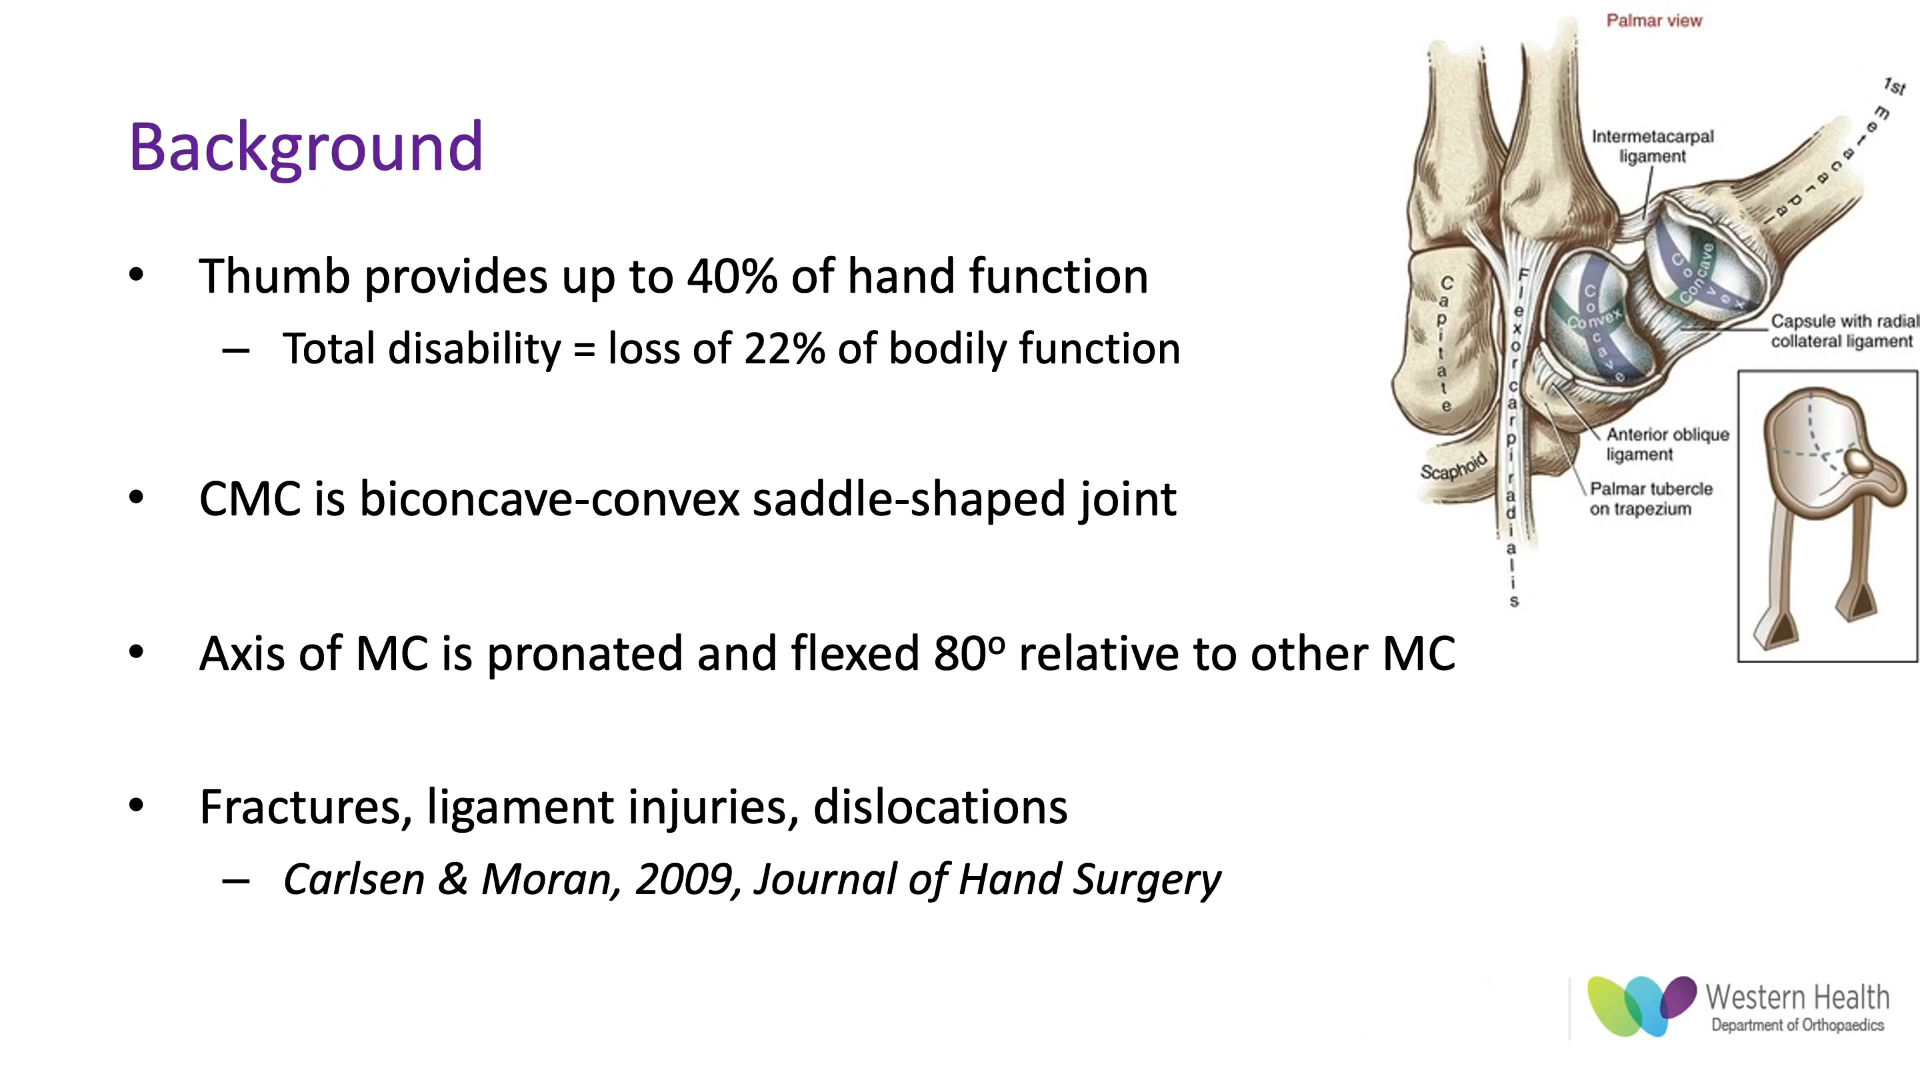 Background
• Thumb provides up to 40% of hand function
– Total disability = loss of 22% of bodily function
• CMC is biconcave-convex saddle-shaped joint
• Axis of MC is pronated and flexed 80º relative to other MC
• Fractures, ligament injuries, dislocations
– Carlsen & Moran, 2009, Journal of Hand Surgery
Palmar view
1st metacarpal
Intermetacarpal
ligament
Concave
Convex
Convex
Concave
Capitate
Flexor carpi radialis
Capsule with radial
collateral ligament
Anterior oblique
ligament
Scaphoid
Palmar tubercle
on trapezium
Western Health
Department of Orthopaedics